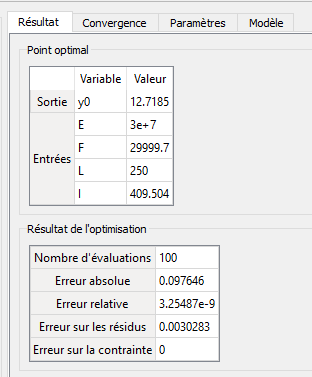 Résultat Convergence Paramètres Modèle
Point optimal
Variable Valeur
Sortie y0 12.7185
Entrées
E 3e+7
F 29999.7
L 250
I 409.504
Résultat de l'optimisation
Nombre d'évaluations 100
Erreur absolue 0.097646
Erreur relative 3.25487e-9
Erreur sur les résidus 0.0030283
Erreur sur la contrainte 0